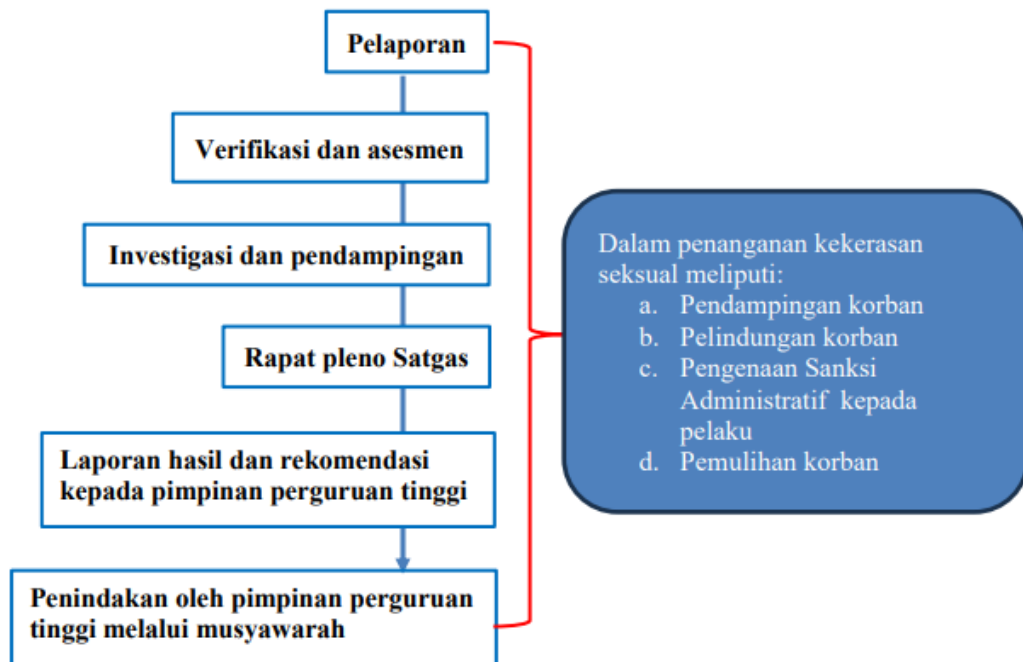 Pelaporan
Verifikasi dan asesmen
Investigasi dan pendampingan
Rapat pleno Satgas
Laporan hasil dan rekomendasi
kepada pimpinan perguruan tinggi
Penindakan oleh pimpinan perguruan
tinggi melalui musyawarah
Dalam penanganan kekerasan
seksual meliputi:
a. Pendampingan korban
b. Pelindungan korban
c. Pengenaan Sanksi
Administratif kepada
pelaku
d. Pemulihan korban